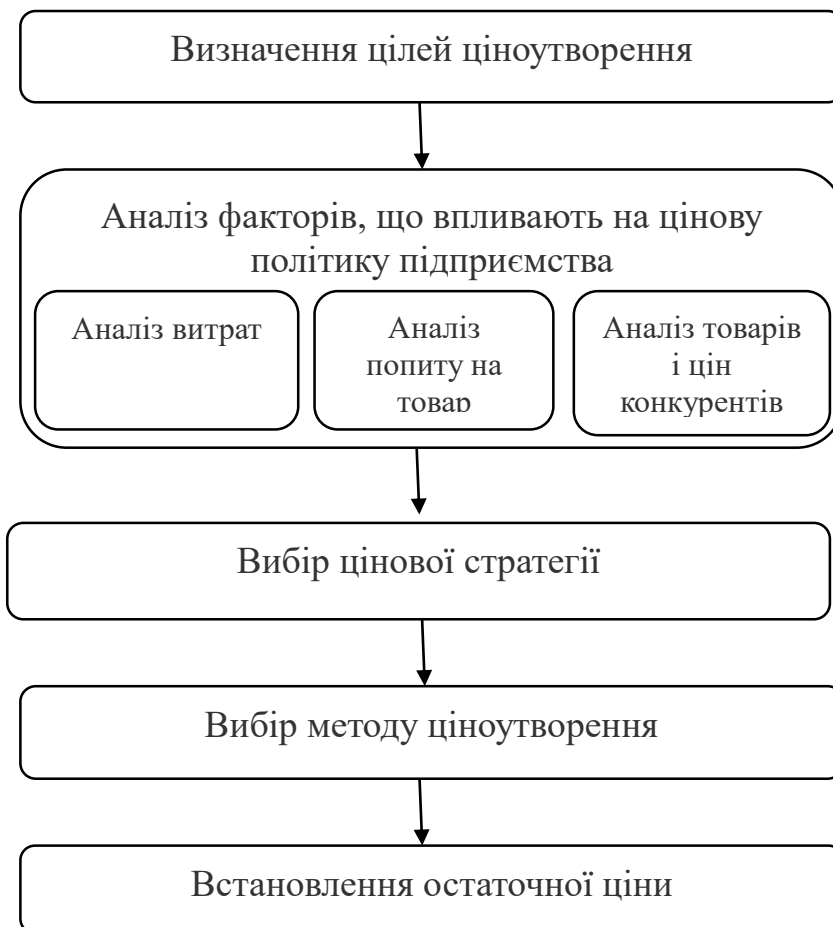 Визначення цілей ціноутворення
Аналіз факторів, що впливають на цінову
політику підприємства
Аналіз витрат
Аналіз
попиту на
товар
Аналіз товарів
і цін
конкурентів
Вибір цінової стратегії
Вибір методу ціноутворення
Встановлення остаточної ціни